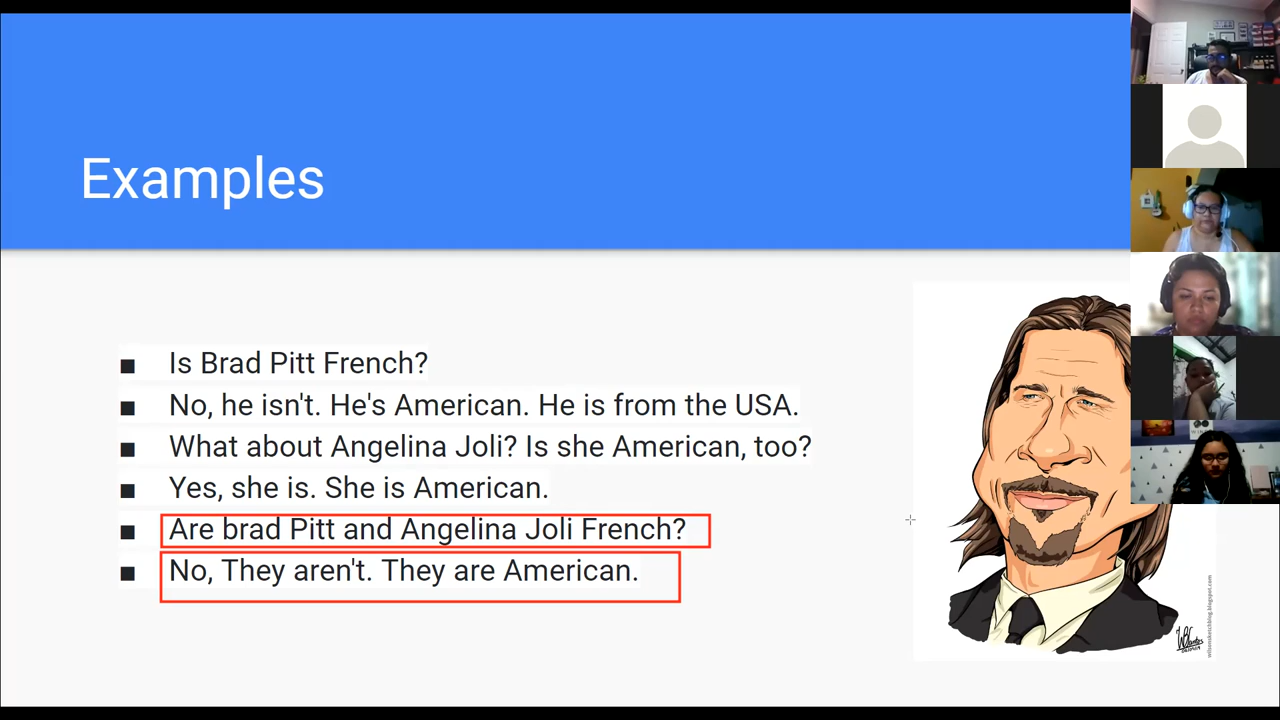 Examples
Is Brad Pitt French?
No, he isn't. He's American. He is from the USA.
What about Angelina Joli? Is she American, too?
Yes, she is. She is American.
Are brad Pitt and Angelina Joli French?
No, They aren't. They are American.